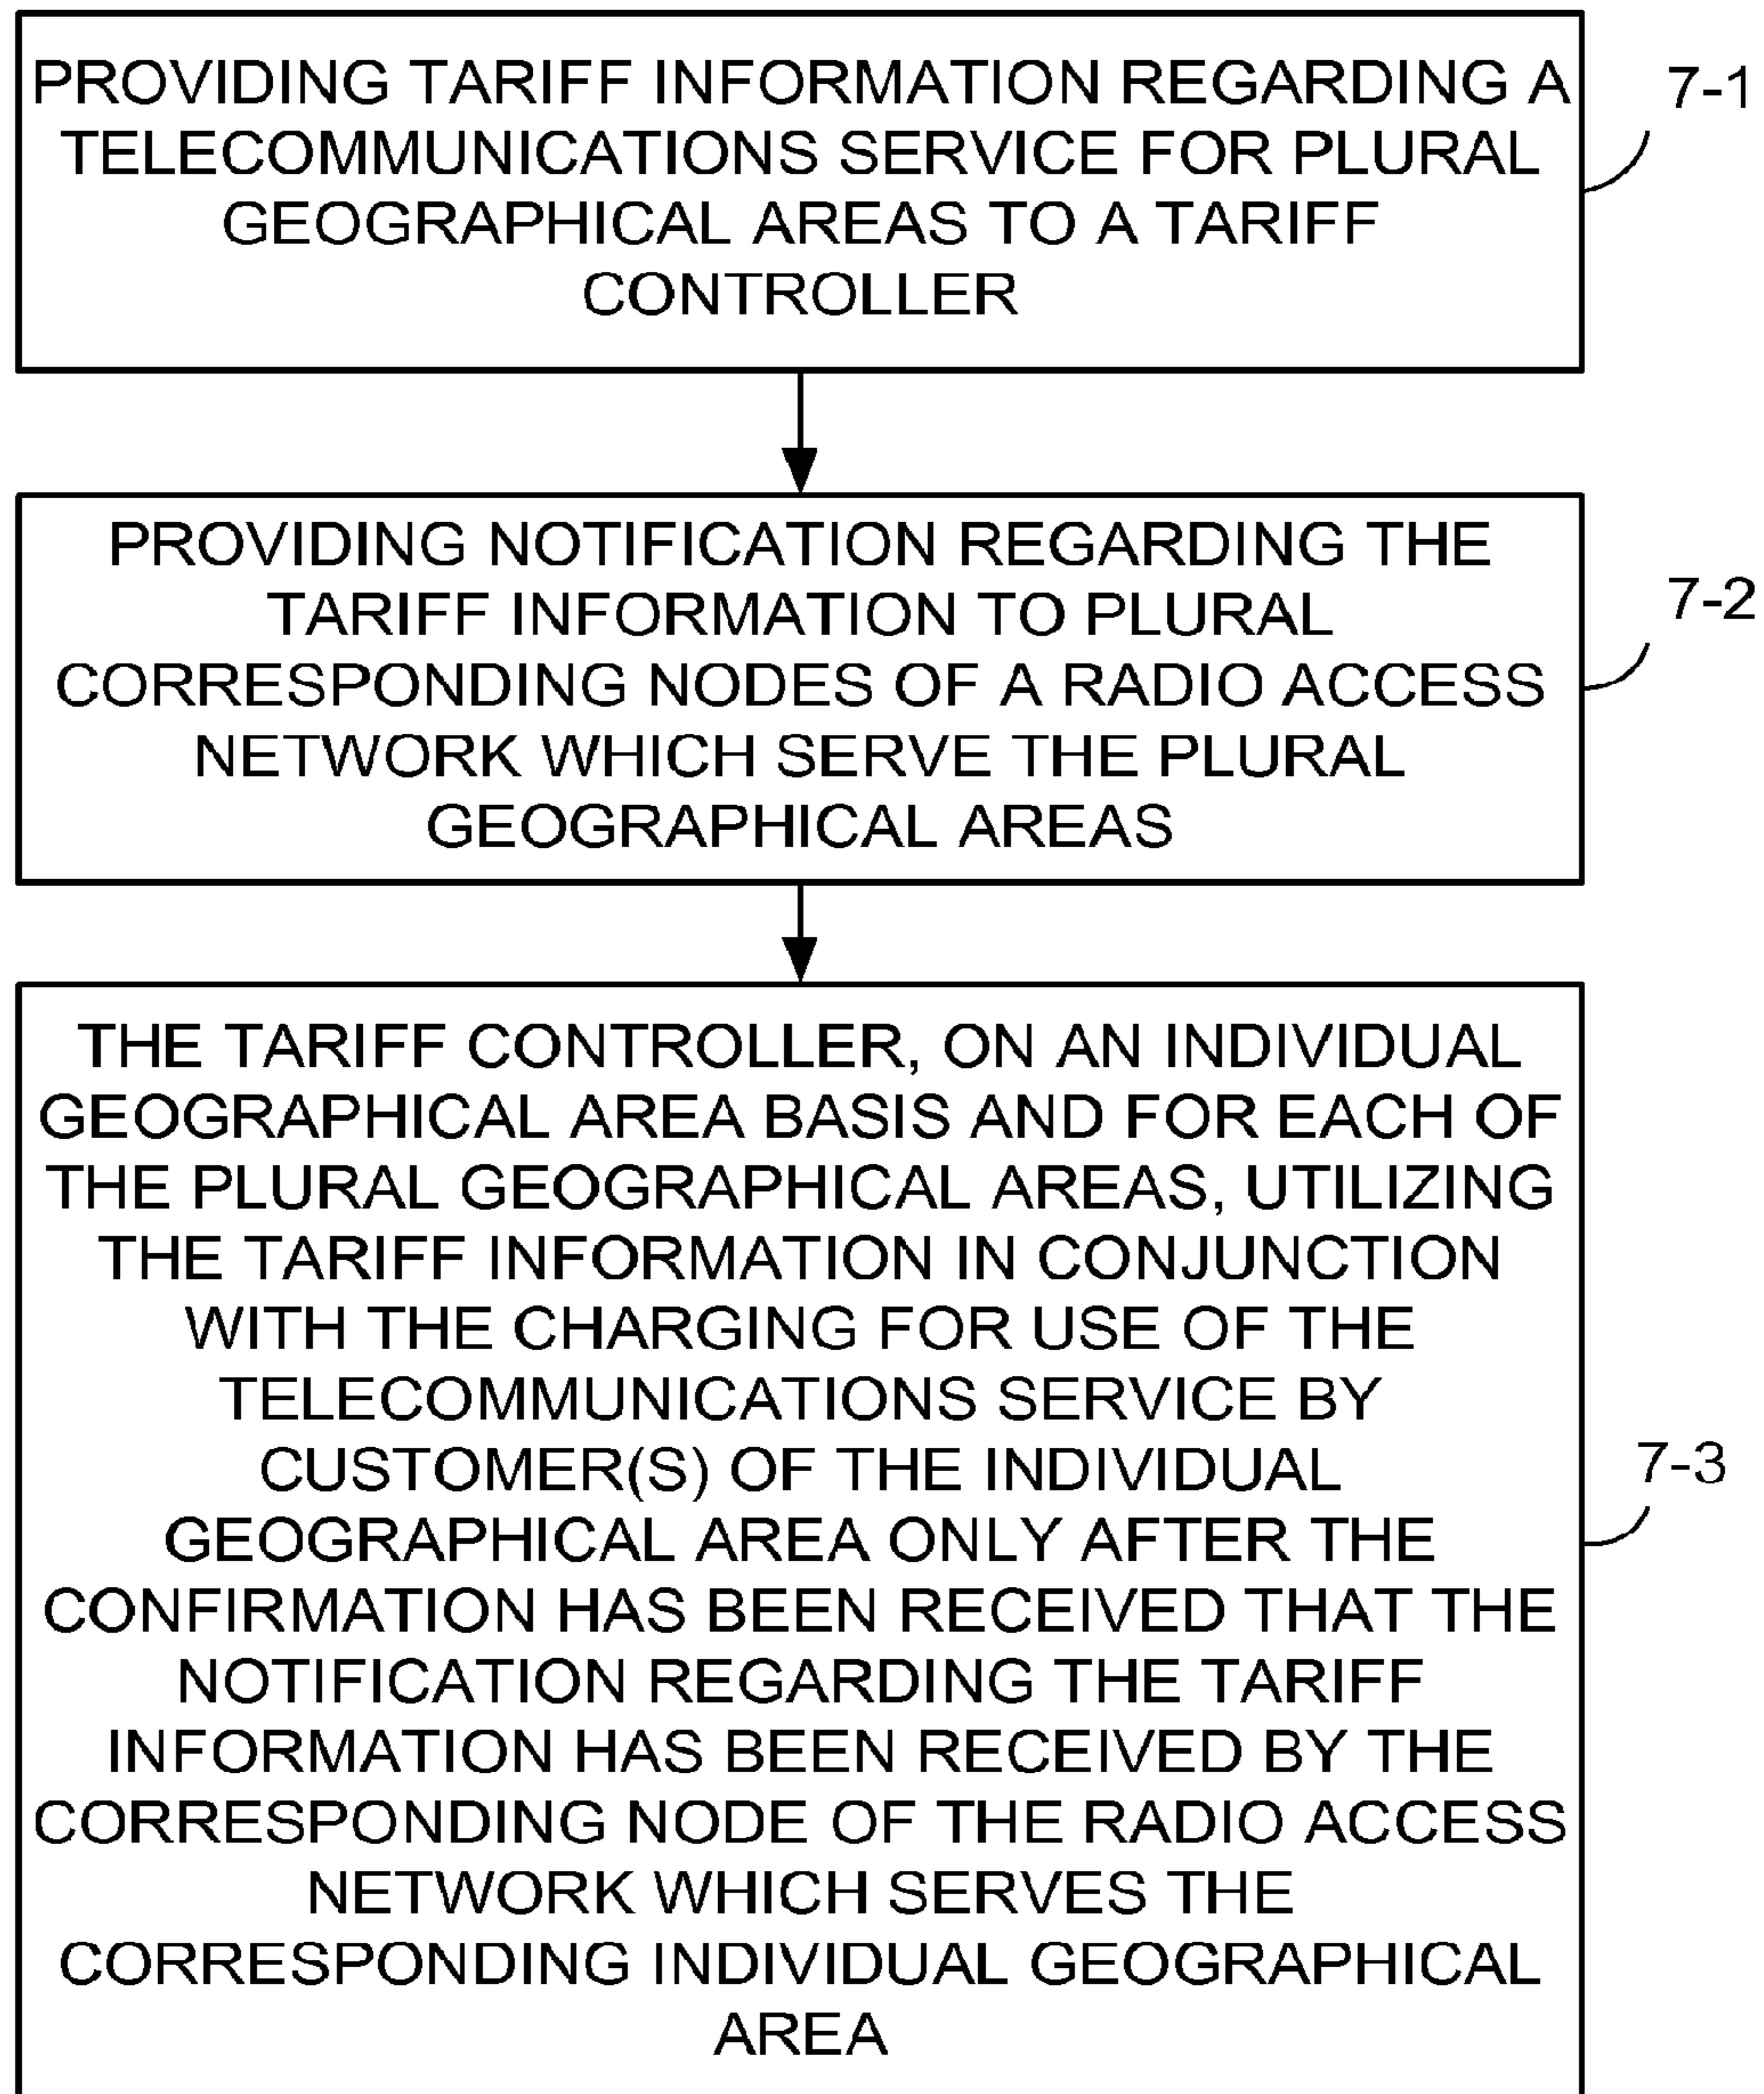 PROVIDING TARIFF INFORMATION REGARDING A
TELECOMMUNICATIONS SERVICE FOR PLURAL
GEOGRAPHICAL AREAS TO A TARIFF
CONTROLLER
7-1
PROVIDING NOTIFICATION REGARDING THE
TARIFF INFORMATION TO PLURAL
CORRESPONDING NODES OF A RADIO ACCESS
NETWORK WHICH SERVE THE PLURAL
GEOGRAPHICAL AREAS
7-2
THE TARIFF CONTROLLER, ON AN INDIVIDUAL
GEOGRAPHICAL AREA BASIS AND FOR EACH OF
THE PLURAL GEOGRAPHICAL AREAS, UTILIZING
THE TARIFF INFORMATION IN CONJUNCTION
WITH THE CHARGING FOR USE OF THE
TELECOMMUNICATIONS SERVICE BY
CUSTOMER(S) OF THE INDIVIDUAL
GEOGRAPHICAL AREA ONLY AFTER THE
CONFIRMATION HAS BEEN RECEIVED THAT THE
NOTIFICATION REGARDING THE TARIFF
INFORMATION HAS BEEN RECEIVED BY THE
CORRESPONDING NODE OF THE RADIO ACCESS
NETWORK WHICH SERVES THE
CORRESPONDING INDIVIDUAL GEOGRAPHICAL
AREA
7-3